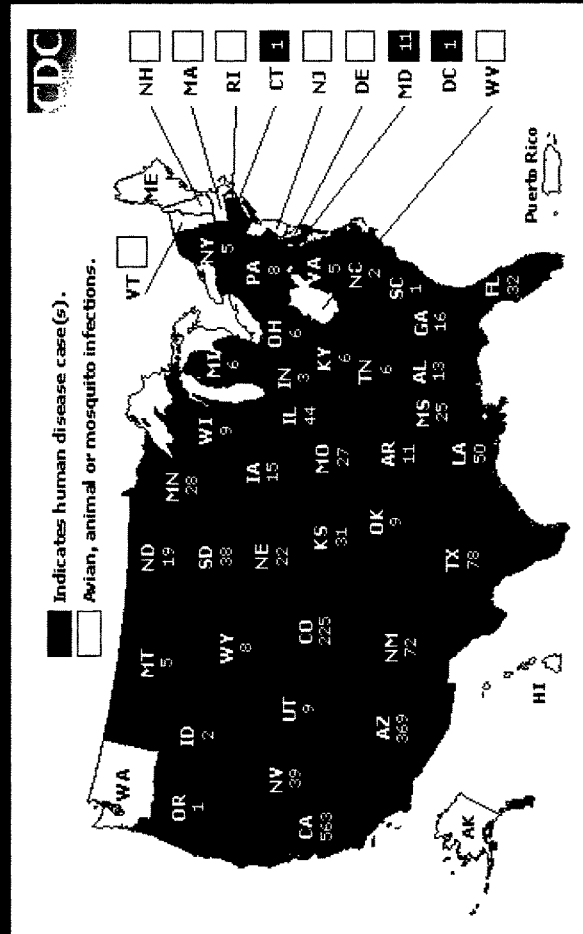 CDC
Indicates human disease case(s).
Avian, animal or mosquito infections.
WA
OR
1
CA
563
NV
39
ID
2
MT
5
WY
8
UT
9
AZ
369
CO
225
NM
72
ND
19
SD
38
NE
22
KS
31
OK
9
TX
78
MN
28
IA
15
MO
27
AR
11
LA
50
WI
9
IL
44
MI
6
IN
3
OH
6
KY
6
TN
6
MS
25
AL
13
GA
16
FL
32
SC
1
NC
2
VA
5
PA
8
NY
5
VT
ME
NH
MA
RI
CT 1
NJ
DE
MD 11
DC 1
WV
AK
HI
Puerto Rico